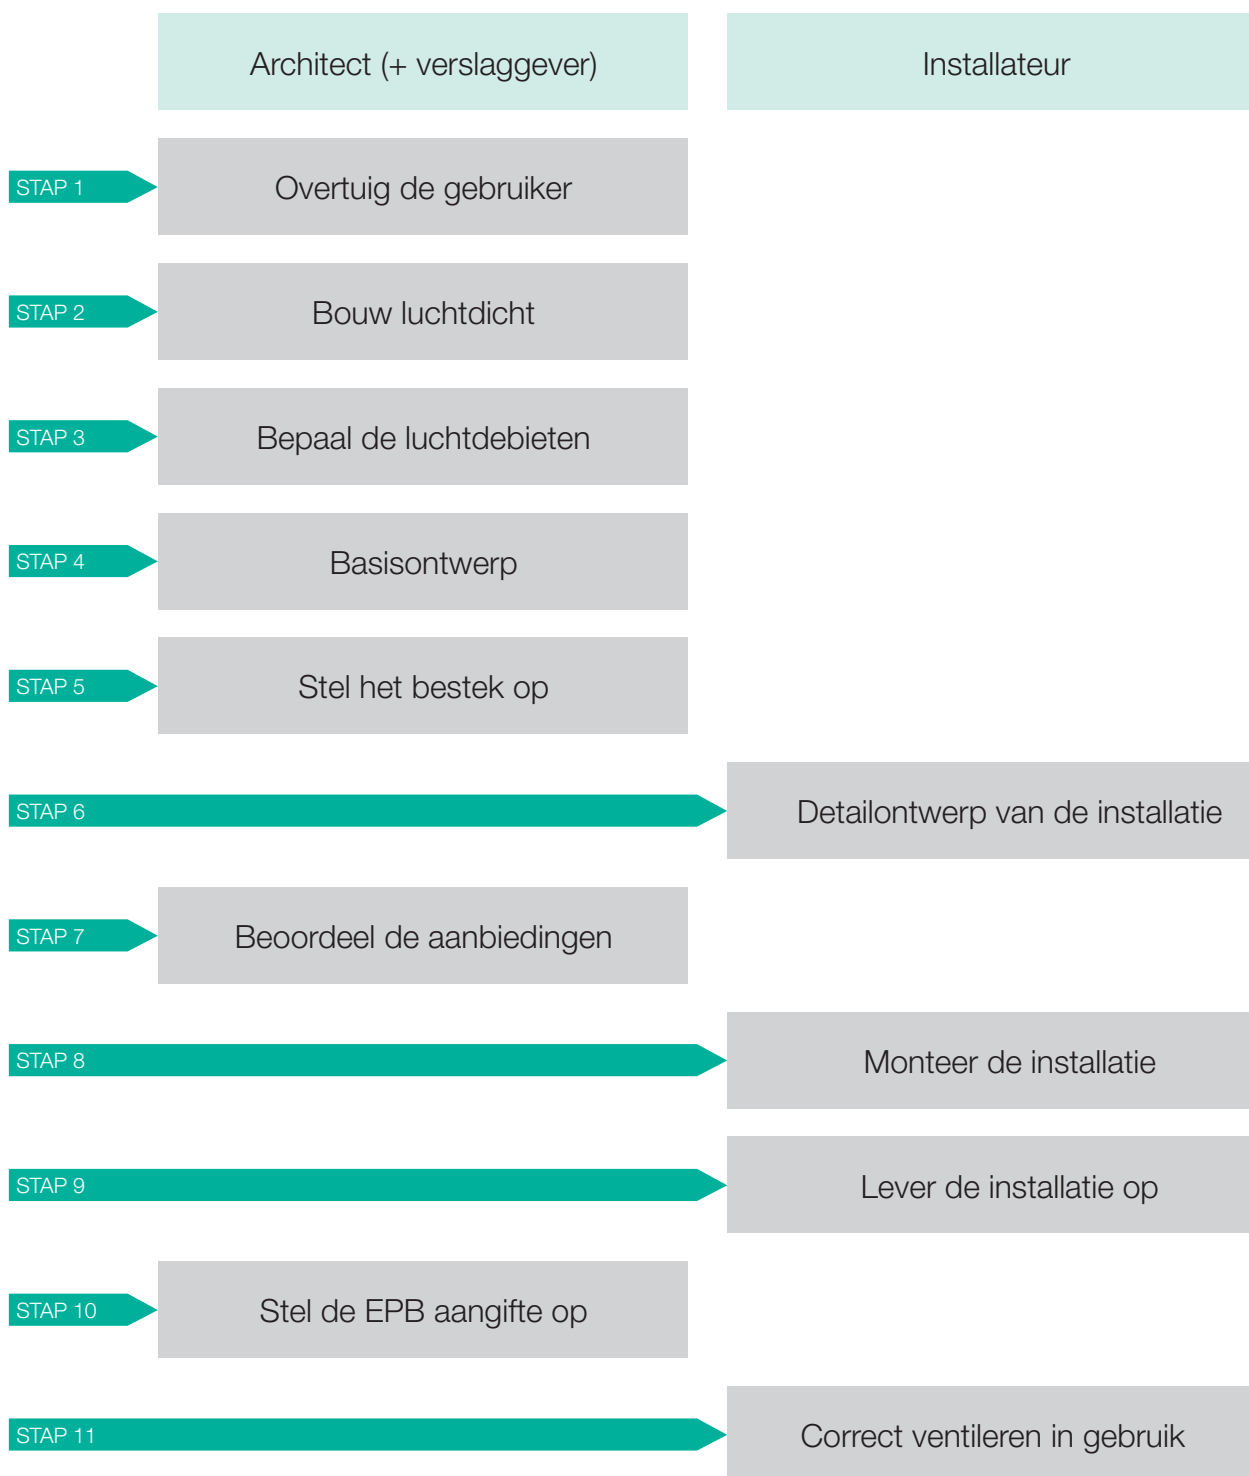 Architect (+ verslaggever)
Installateur
STAP 1
Overtuig de gebruiker
STAP 2
Bouw luchtdicht
STAP 3
Bepaal de luchtdebieten
STAP 4
Basisontwerp
STAP 5
Stel het bestek op
STAP 6
Detailontwerp van de installatie
STAP 7
Beoordeel de aanbiedingen
STAP 8
Monteer de installatie
STAP 9
Lever de installatie op
STAP 10
Stel de EPB aangifte op
STAP 11
Correct ventileren in gebruik